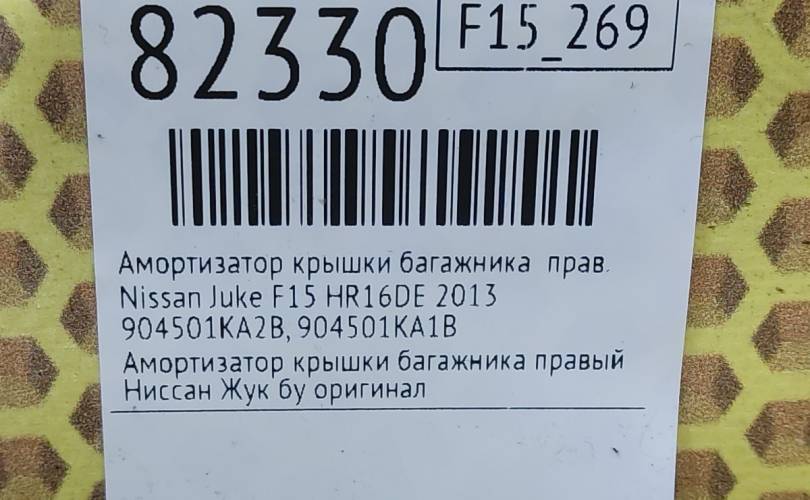 82330
F15_269
Амортизатор крышки багажника прав.
Nissan Juke F15 HR16DE 2013
904501KA2B, 904501KA1B
Амортизатор крышки багажника правый
Ниссан Жук бу оригинал